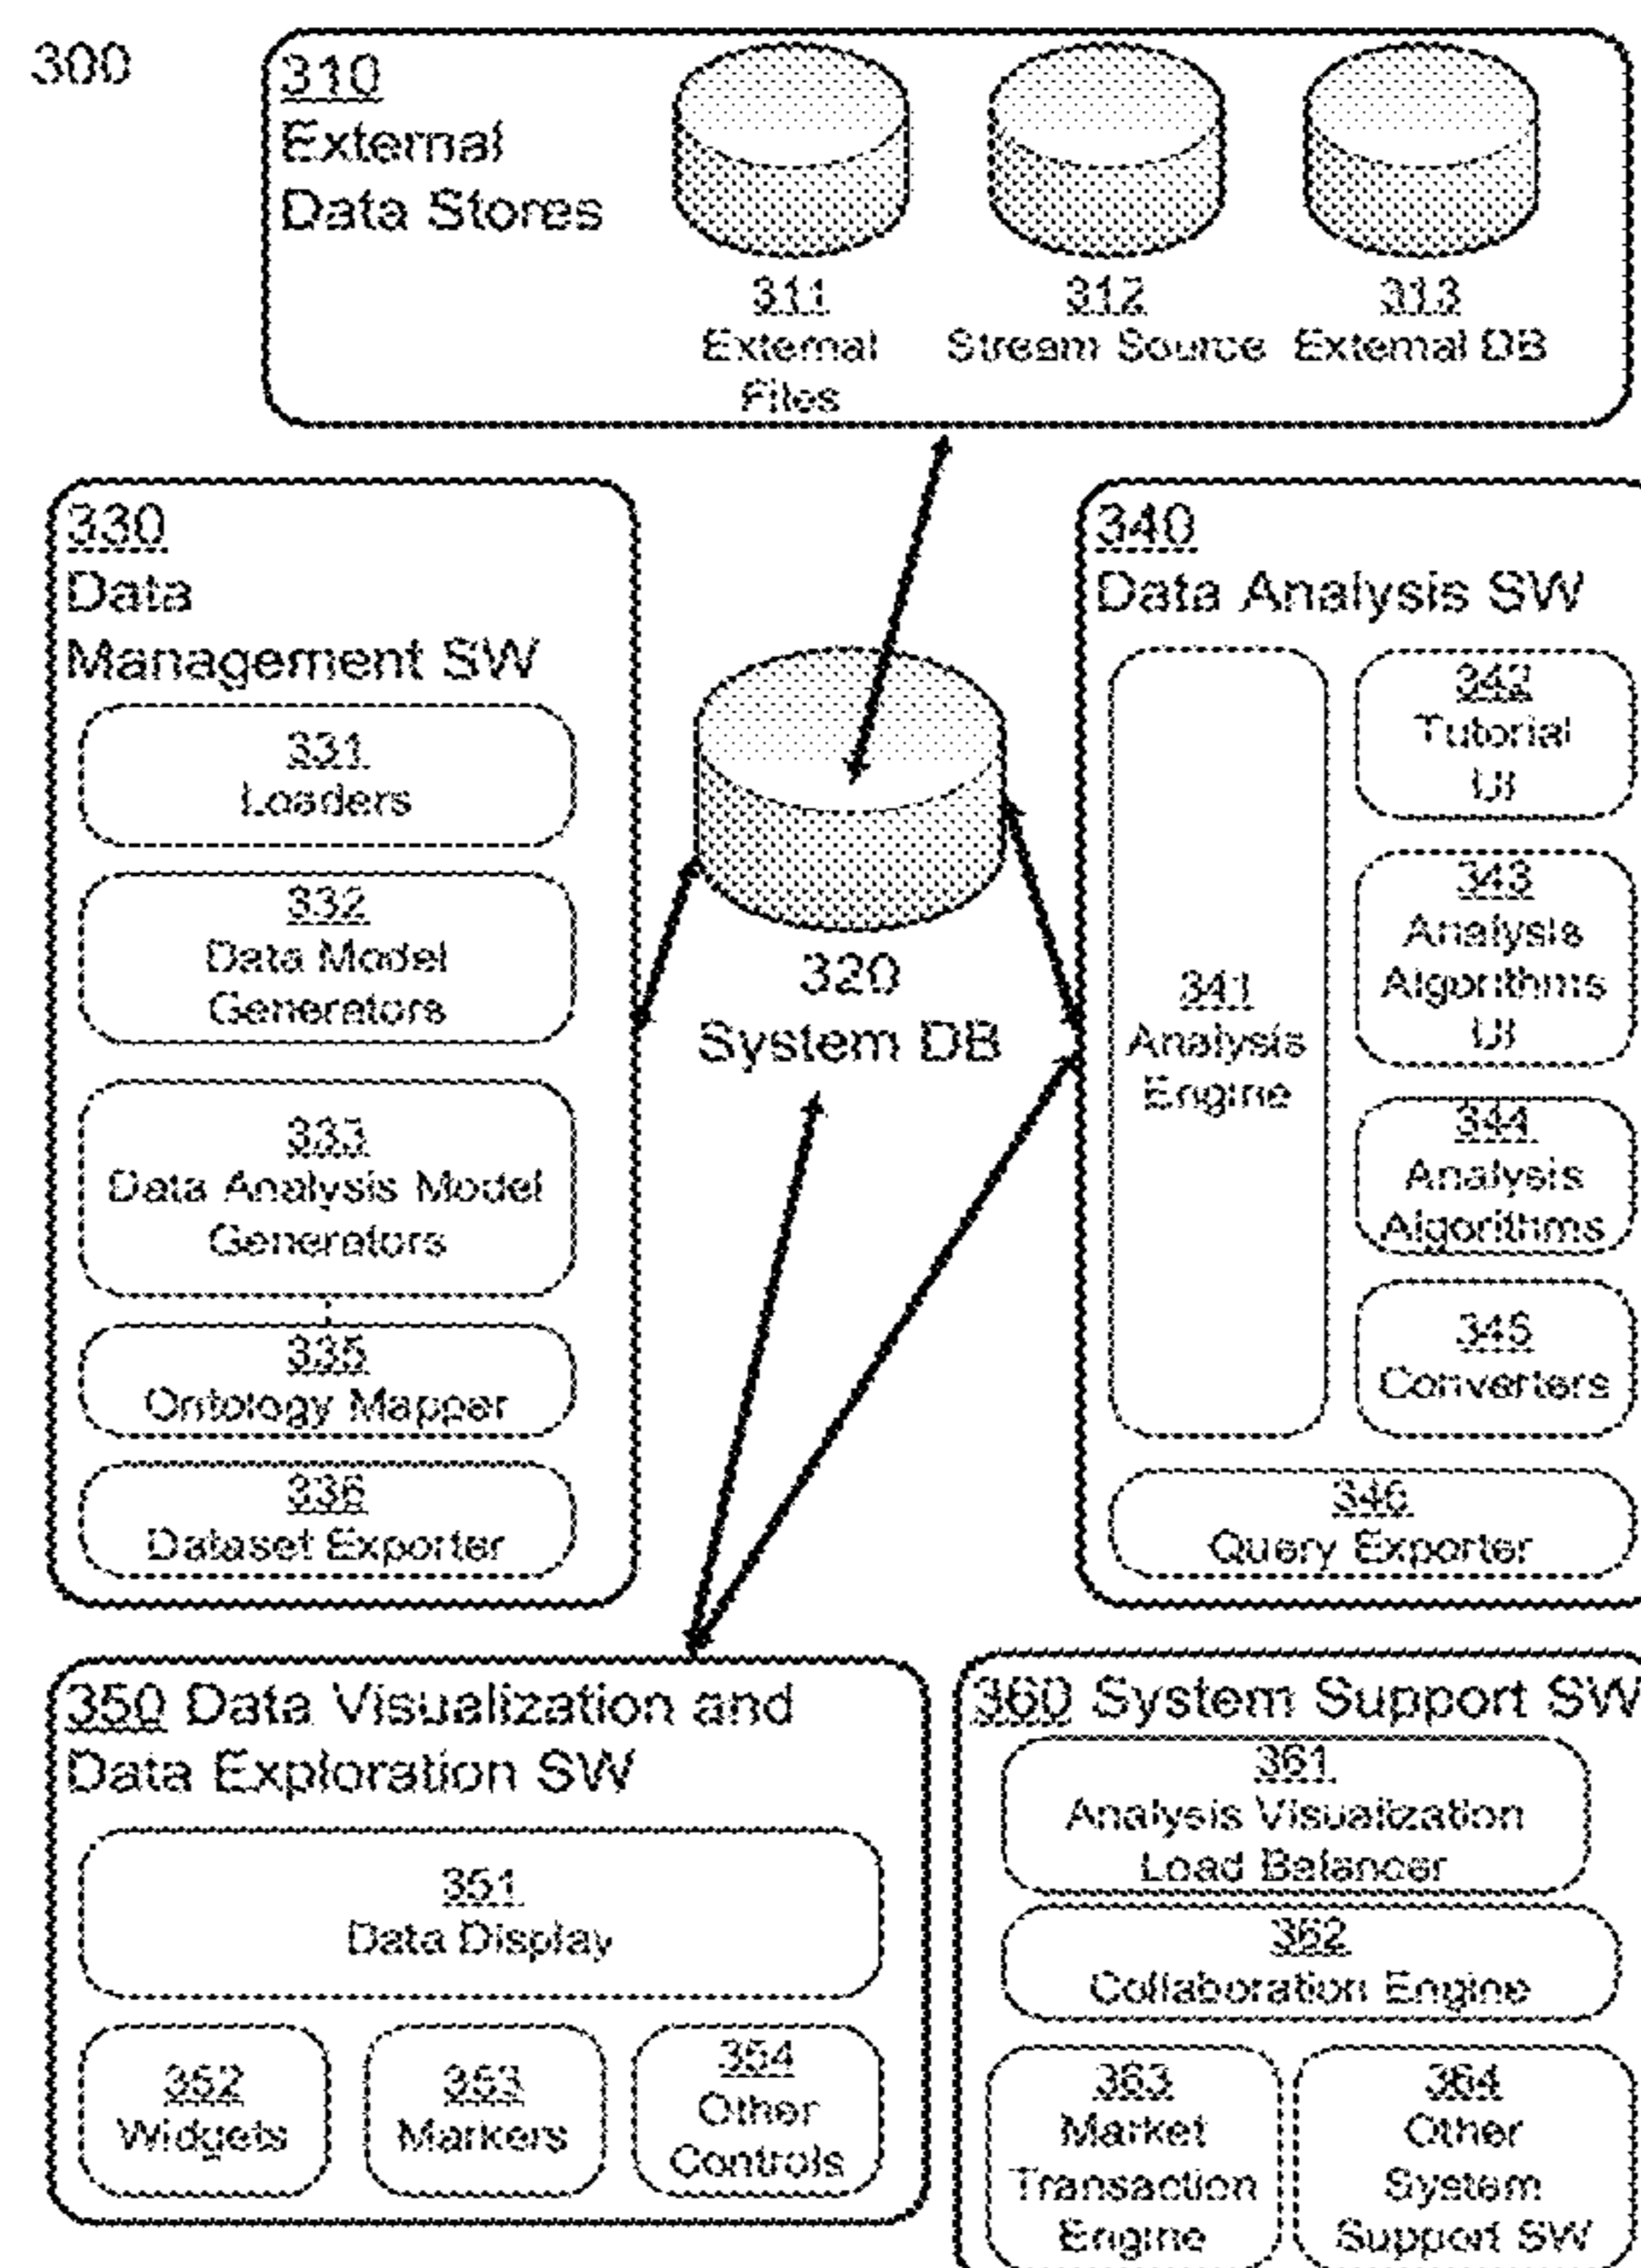 300
310
External
Data Stores
311
External
Files
312
Stream Source
313
External DB
330
Data
Management SW
331
Loaders
332
Data Model
Generators
333
Data Analysis Model
Generators
335
Ontology Mapper
336
Dataset Exporter
320
System DB
340
Data Analysis SW
341
Analysis
Engine
342
Tutorial
UI
343
Analysis
Algorithms
UI
344
Analysis
Algorithms
345
Converters
346
Query Exporter
350 Data Visualization and
Data Exploration SW
351
Data Display
352
Widgets
353
Markers
354
Other
Controls
360 System Support SW
361
Analysis Visualization
Load Balancer
362
Collaboration Engine
363
Market
Transaction
Engine
364
Other
System
Support SW